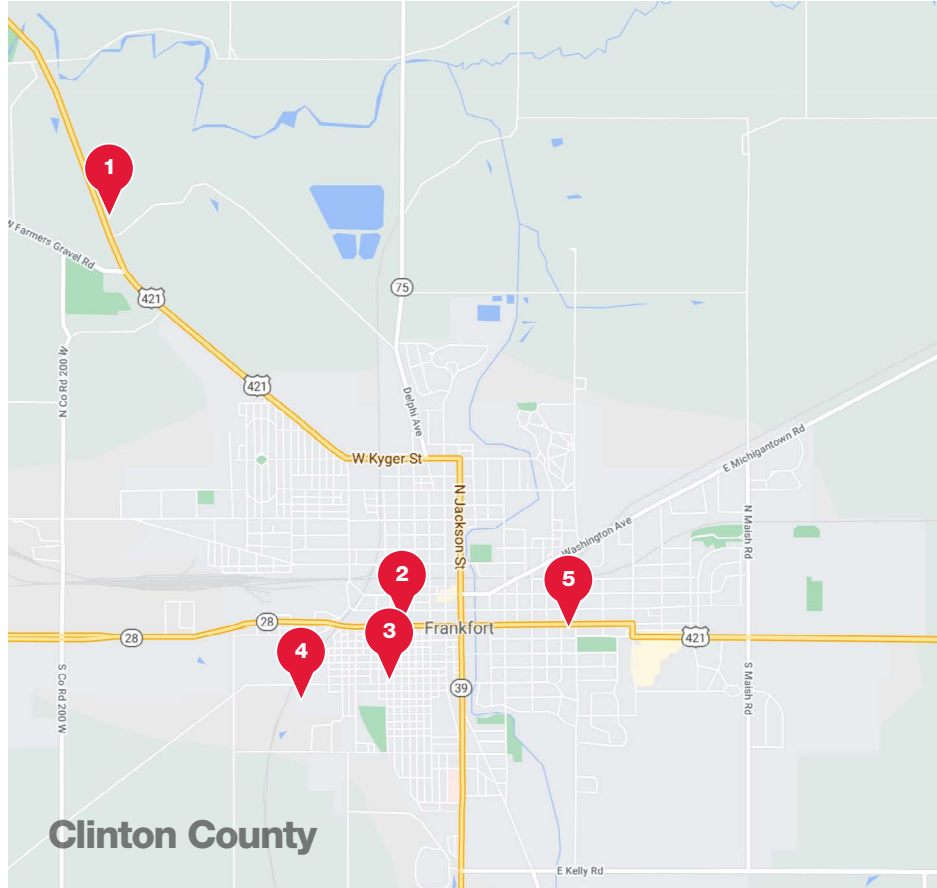 1
W Farmers Gravel Rd
421
75
N Co Rd 200 W
421
Delphi Ave
W Kyger St
E Michigantown Rd
N Jackson St
N Maish Rd
Washington Ave
2
5
3
28
28
Frankfort
421
4
S Co Rd 200 W
39
S Maish Rd
Clinton County
E Kelly Rd